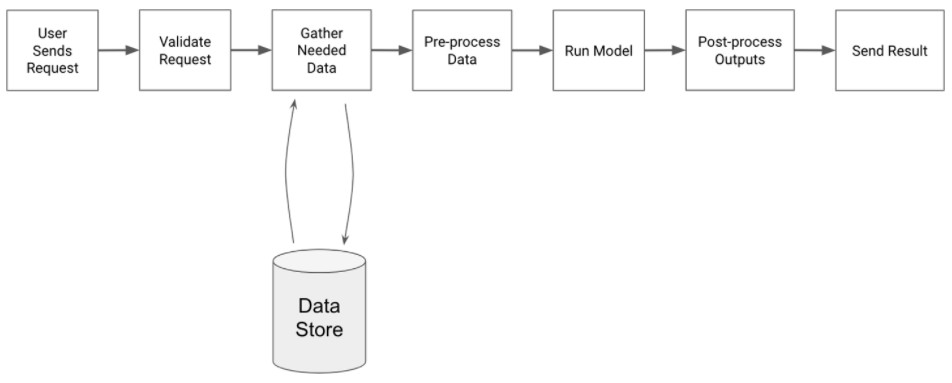 User
Sends
Request
Validate
Request
Gather
Needed
Data
Pre-process
Data
Run Model
Post-process
Outputs
Send Result
Data
Store